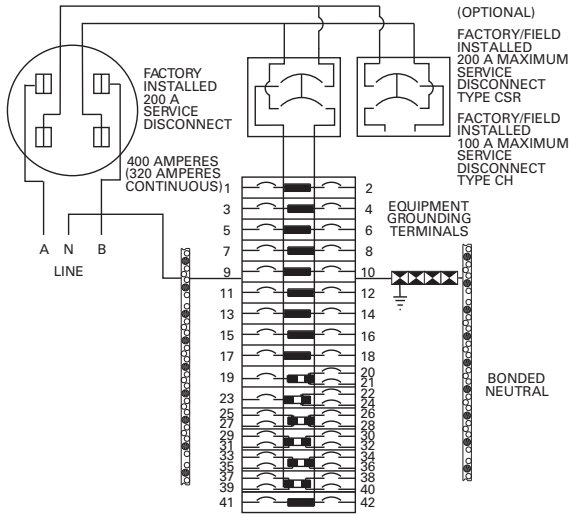 (OPTIONAL)
FACTORY/FIELD
INSTALLED
200 A MAXIMUM
SERVICE
DISCONNECT
TYPE CSR
FACTORY/FIELD
INSTALLED
100 A MAXIMUM
SERVICE
DISCONNECT
TYPE CH
FACTORY
INSTALLED
200 A
SERVICE
DISCONNECT
400 AMPERES
(320 AMPERES
CONTINUOUS)
A N B
LINE
EQUIPMENT
GROUNDING
TERMINALS
BONDED
NEUTRAL
1 2
3 4
5 6
7 8
9 10
11 12
13 14
15 16
17 18
19 20
21
22
23 24
25 26
27 28
29 30
31 32
33 34
35 36
37 38
39 40
41 42